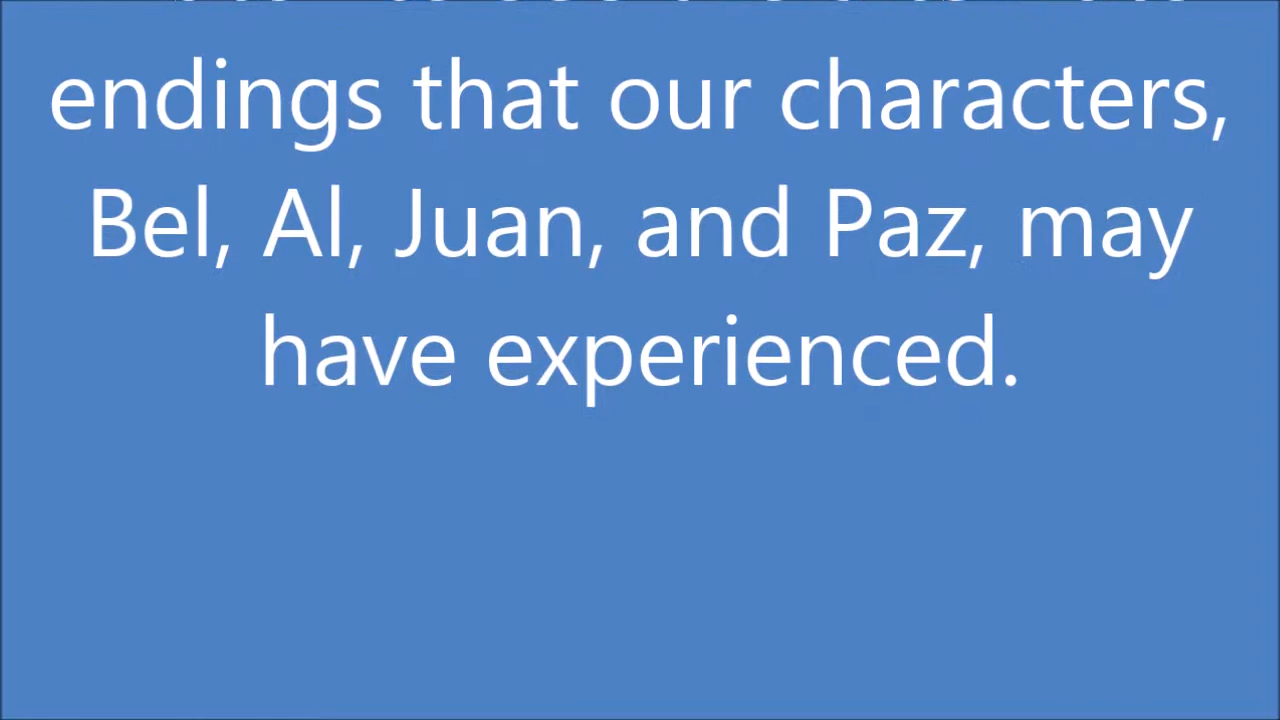 endings that our characters,
Bel, Al, Juan, and Paz, may
have experienced.